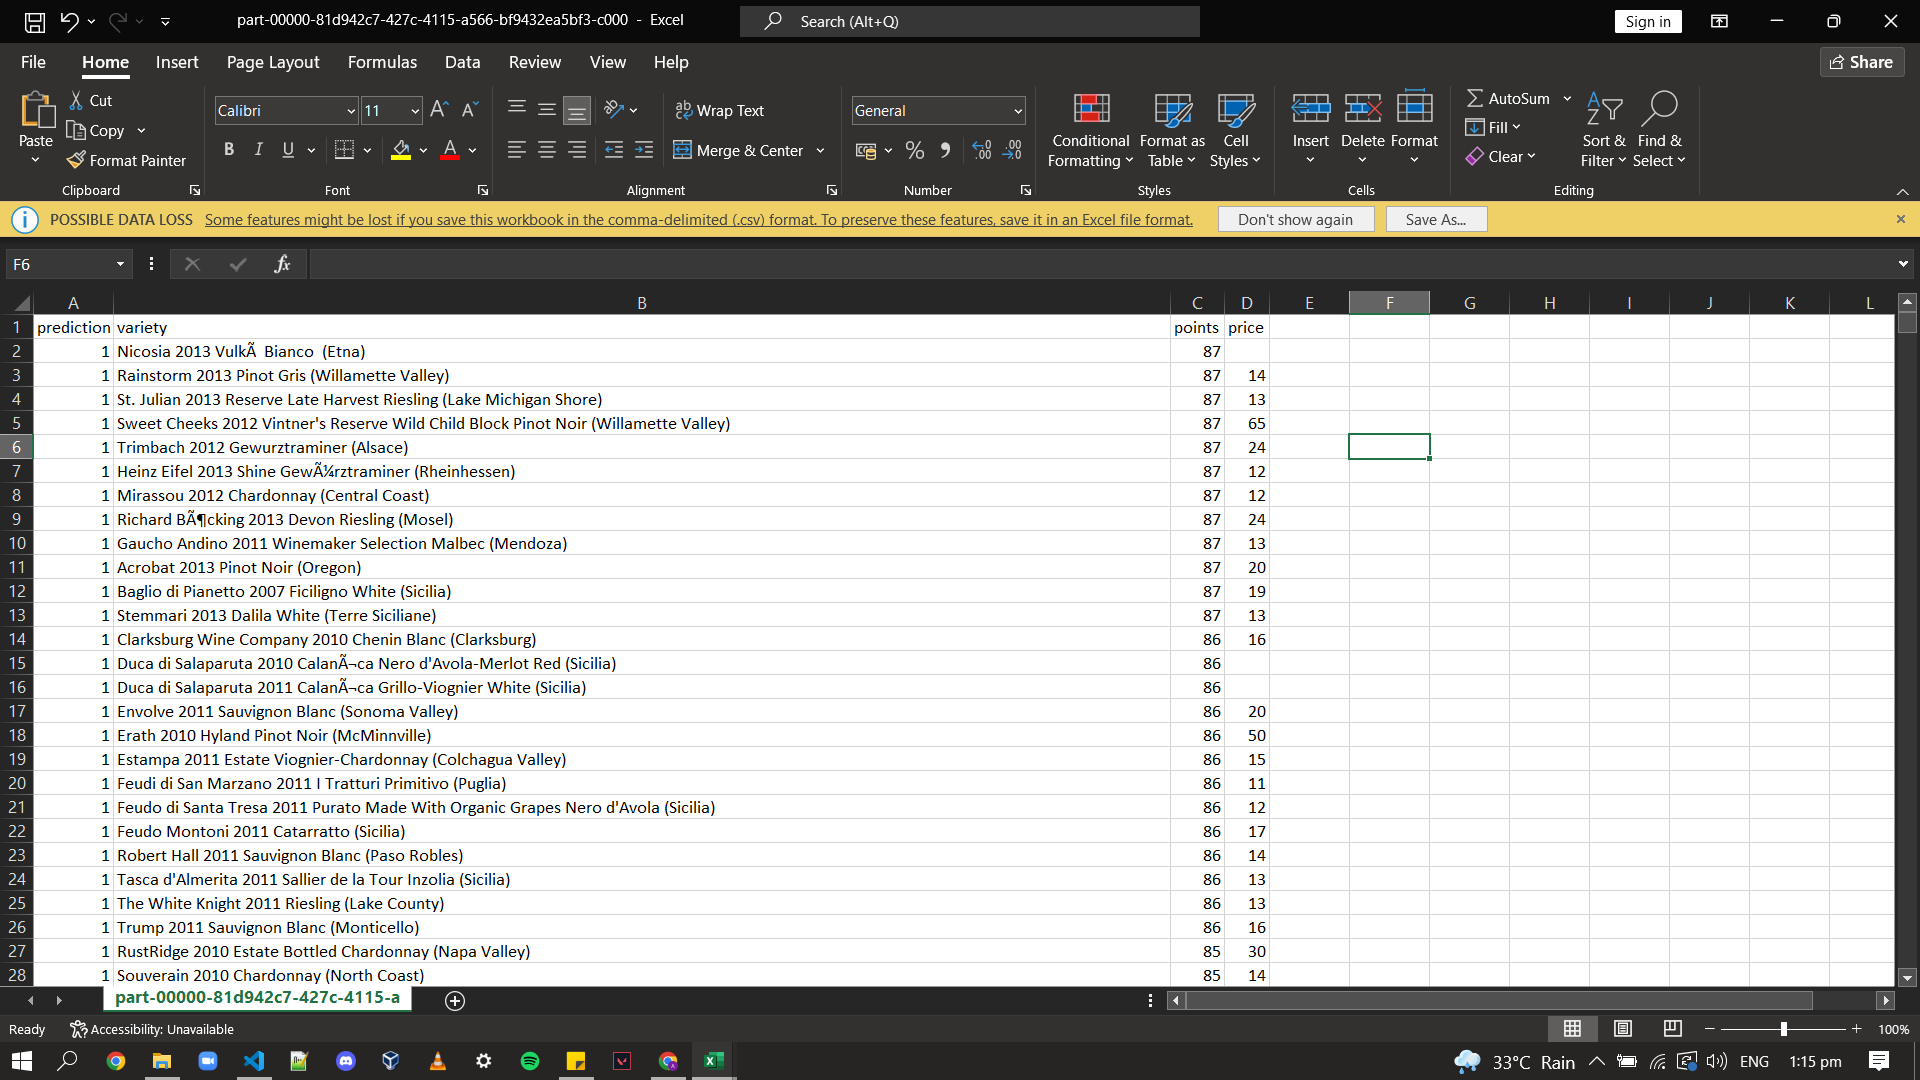 part-00000-81d942c7-427c-4115-a566-bf9432ea5bf3-c000 - Excel
Search (Alt+Q)
Sign in
File Home Insert Page Layout Formulas Data Review View Help
Share
Paste
Cut
Copy
Format Painter
Clipboard
Calibri 11
B I U
Font
Wrap Text
Merge & Center
Alignment
General
Number
Conditional Formatting
Format as Table
Cell Styles
Styles
Insert Delete Format
Cells
AutoSum
Fill
Clear
Sort & Filter
Find & Select
Editing
POSSIBLE DATA LOSS Some features might be lost if you save this workbook in the comma-delimited (.csv) format. To preserve these features, save it in an Excel file format. Don't show again Save As...
F6
fx
A B C D E F G H I J K L
1 prediction variety points price
2 1 Nicosia 2013 VulkÃ  Bianco  (Etna) 87
3 1 Rainstorm 2013 Pinot Gris (Willamette Valley) 87 14
4 1 St. Julian 2013 Reserve Late Harvest Riesling (Lake Michigan Shore) 87 13
5 1 Sweet Cheeks 2012 Vintner's Reserve Wild Child Block Pinot Noir (Willamette Valley) 87 65
6 1 Trimbach 2012 Gewurztraminer (Alsace) 87 24
7 1 Heinz Eifel 2013 Shine GewÃ¼rztraminer (Rheinhessen) 87 12
8 1 Mirassou 2012 Chardonnay (Central Coast) 87 12
9 1 Richard BÃ¶cking 2013 Devon Riesling (Mosel) 87 24
10 1 Gaucho Andino 2011 Winemaker Selection Malbec (Mendoza) 87 13
11 1 Acrobat 2013 Pinot Noir (Oregon) 87 20
12 1 Baglio di Pianetto 2007 Ficiligno White (Sicilia) 87 19
13 1 Stemmari 2013 Dalila White (Terre Siciliane) 87 13
14 1 Clarksburg Wine Company 2010 Chenin Blanc (Clarksburg) 86 16
15 1 Duca di Salaparuta 2010 CalanÃ¬ca Nero d'Avola-Merlot Red (Sicilia) 86
16 1 Duca di Salaparuta 2011 CalanÃ¬ca Grillo-Viognier White (Sicilia) 86
17 1 Envolve 2011 Sauvignon Blanc (Sonoma Valley) 86 20
18 1 Erath 2010 Hyland Pinot Noir (McMinnville) 86 50
19 1 Estampa 2011 Estate Viognier-Chardonnay (Colchagua Valley) 86 15
20 1 Feudi di San Marzano 2011 I Tratturi Primitivo (Puglia) 86 11
21 1 Feudo di Santa Tresa 2011 Purato Made With Organic Grapes Nero d'Avola (Sicilia) 86 12
22 1 Feudo Montoni 2011 Catarratto (Sicilia) 86 17
23 1 Robert Hall 2011 Sauvignon Blanc (Paso Robles) 86 14
24 1 Tasca d'Almerita 2011 Sallier de la Tour Inzolia (Sicilia) 86 13
25 1 The White Knight 2011 Riesling (Lake County) 86 13
26 1 Trump 2011 Sauvignon Blanc (Monticello) 86 16
27 1 RustRidge 2010 Estate Bottled Chardonnay (Napa Valley) 85 30
28 1 Souverain 2010 Chardonnay (North Coast) 85 14
part-00000-81d942c7-427c-4115-a
Ready Accessibility: Unavailable 100%
33°C Rain ENG 1:15 pm